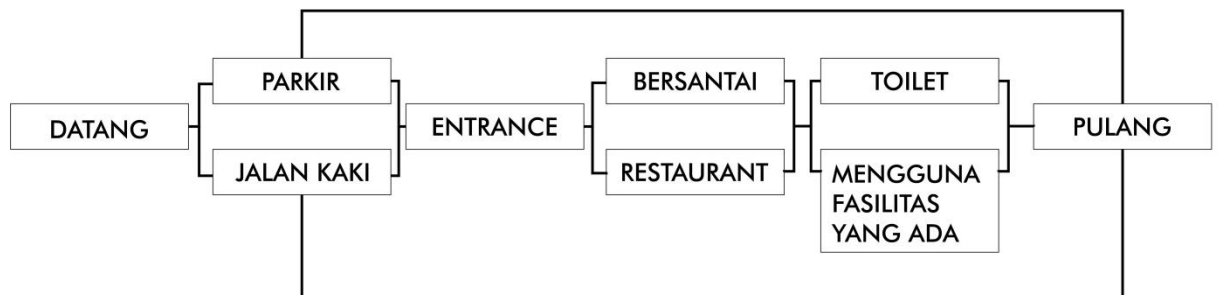 DATANG
PARKIR
JALAN KAKI
ENTRANCE
BERSANTAI
RESTAURANT
TOILET
MENGGUNA
FASILITAS
YANG ADA
PULANG